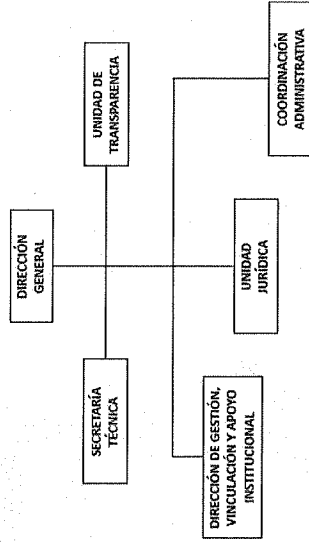 DIRECCIÓN
GENERAL
SECRETARÍA
TÉCNICA
UNIDAD DE
TRANSPARENCIA
DIRECCIÓN DE GESTIÓN,
VINCULACIÓN Y APOYO
INSTITUCIONAL
UNIDAD
JURÍDICA
COORDINACIÓN
ADMINISTRATIVA